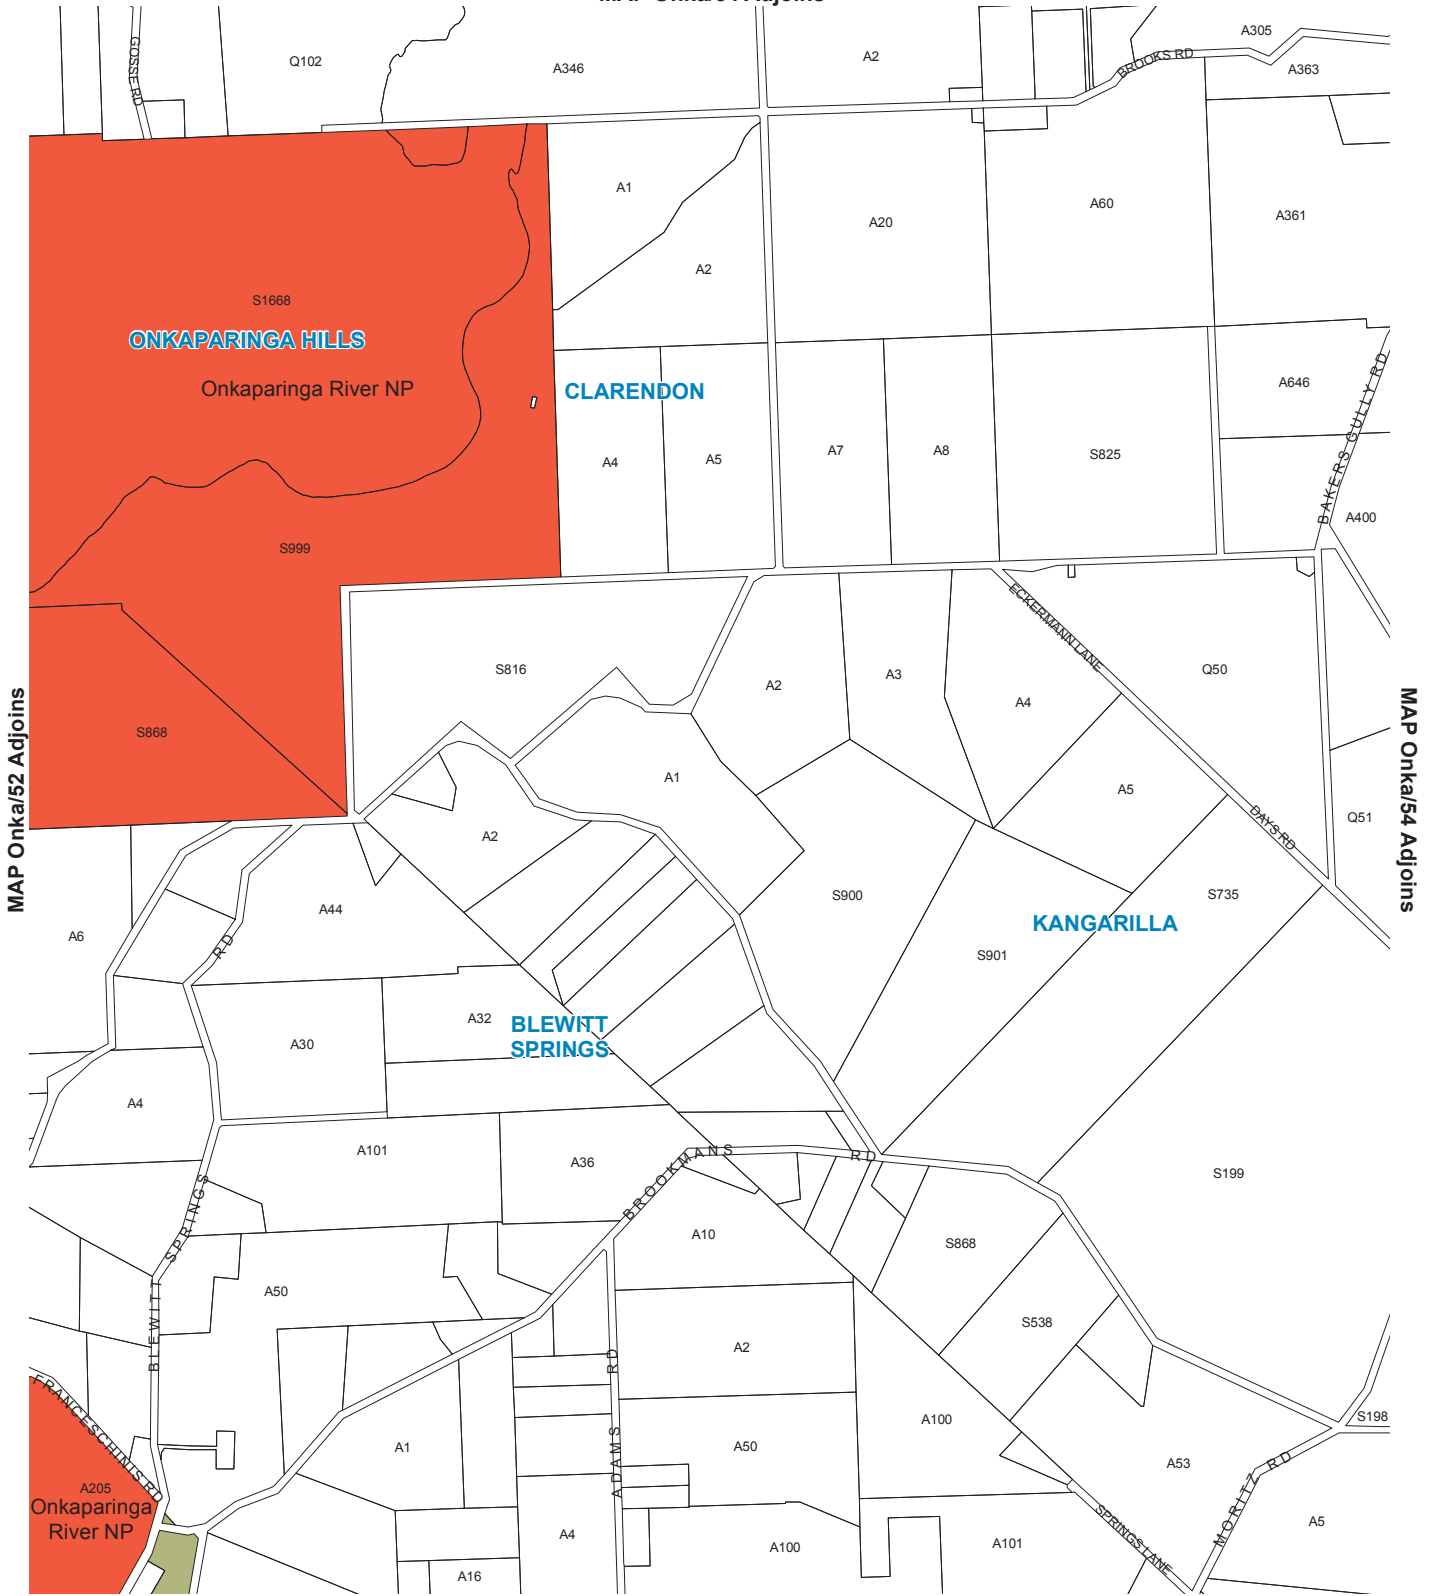 GOSSE RD
Q102
A346
A2
A305
BROOKS RD
A363
A1
A2
A20
A60
A361
S1668
ONKAPARINGA HILLS
Onkaparinga River NP
CLARENDON
A4
A5
A7
A8
S825
A646
BAKERS GULLY RD
A400
S999
ECKERMANN LANE
S816
A2
A3
A4
Q50
S868
MAP Onka/52 Adjoins
MAP Onka/54 Adjoins
A1
A5
DAYS RD
Q51
A2
S900
S735
A44
A6
RD
KANGARILLA
S901
A32
BLEWITT
SPRINGS
A30
A4
A101
A36
BROOKMANS RD
S199
BLEWITT SPRINGS
A10
S868
A50
S538
A2
ADAMS RD
FRANCESCHINIS RD
A1
A50
A100
S198
A53
MORITZ RD
A205
Onkaparinga
River NP
A4
A100
A101
SPRINGS LANE
A5
A16